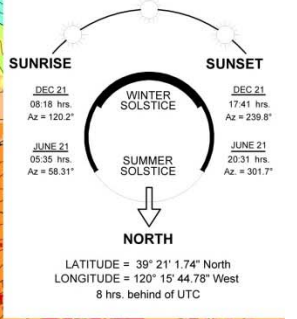 SUNRISE
DEC 21
08:18 hrs.
Az = 120.2°
JUNE 21
05:35 hrs.
Az = 58.31°
WINTER
SOLSTICE
SUMMER
SOLSTICE
SUNSET
DEC 21
17:41 hrs.
Az = 239.8°
JUNE 21
20:31 hrs.
Az. = 301.7°
NORTH
LATITUDE = 39° 21' 1.74" North
LONGITUDE = 120° 15' 44.78" West
8 hrs. behind of UTC